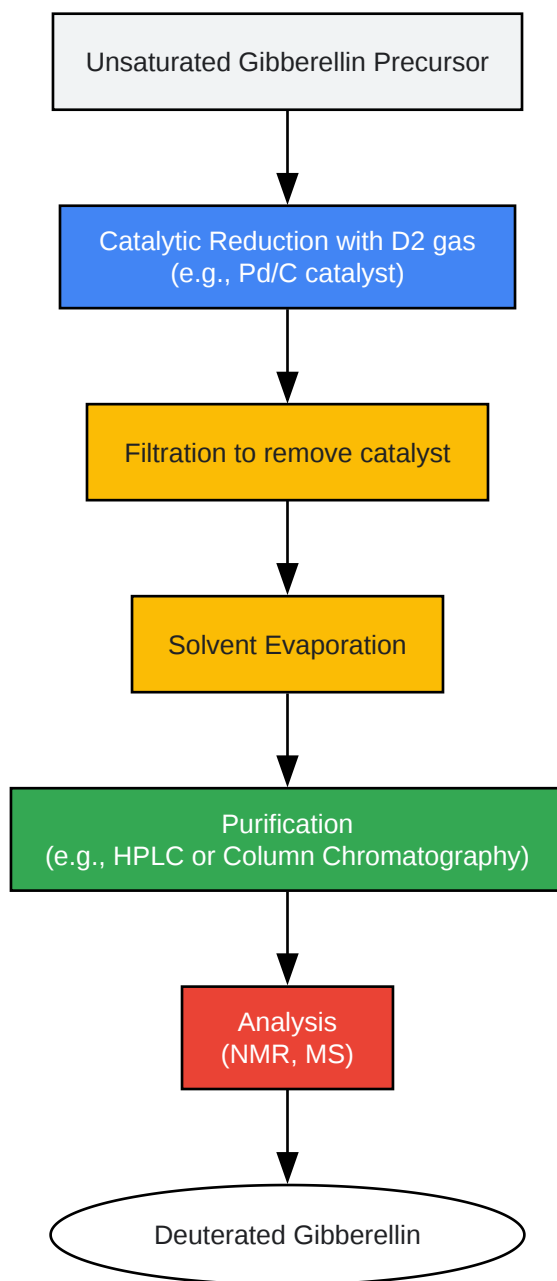 Unsaturated Gibberellin Precursor
Catalytic Reduction with D2 gas
(e.g., Pd/C catalyst)
Filtration to remove catalyst
Solvent Evaporation
Purification
(e.g., HPLC or Column Chromatography)
Analysis
(NMR, MS)
Deuterated Gibberellin